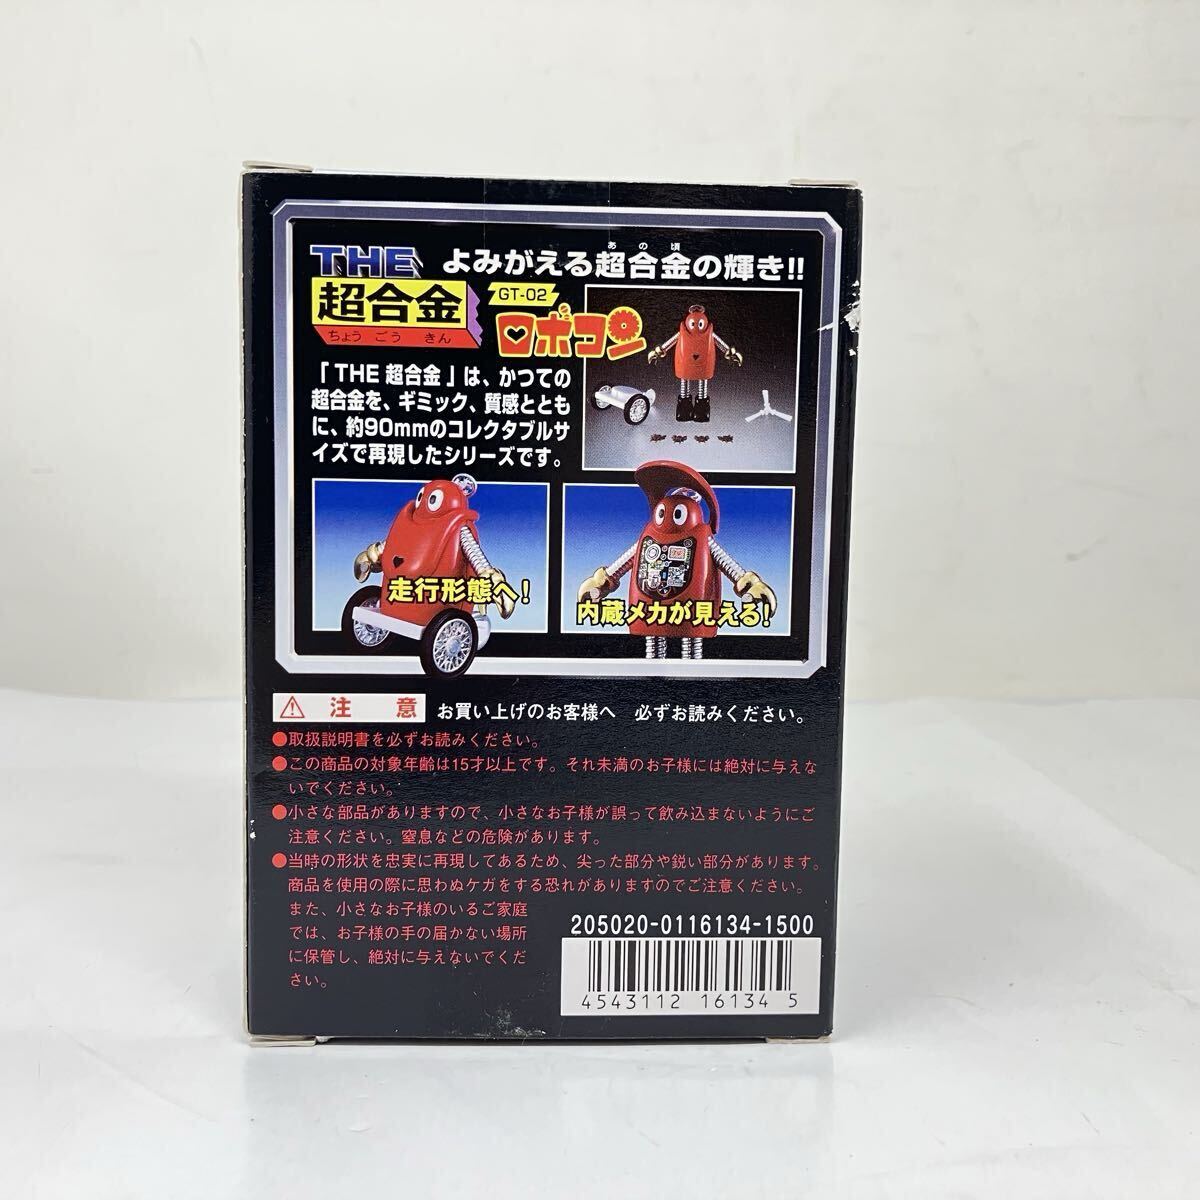 THE
超合金
ちょう ごう きん
よみがえる超合金の輝き!!
あの頃
GT-02
ロボコン
「THE 超合金」は、かつての
超合金を、ギミック、質感ととも
に、約90mmのコレクタブルサ
イズで再現したシリーズです。
走行形態へ!
内蔵メカが見える!
注 意
お買い上げのお客様へ 必ずお読みください。
●取扱説明書を必ずお読みください。
●この商品の対象年齢は15才以上です。それ未満のお子様には絶対に与えな
いでください。
●小さな部品がありますので、小さなお子様が誤って飲み込まないようにご
注意ください。窒息などの危険があります。
●当時の形状を忠実に再現してあるため、尖った部分や鋭い部分があります。
商品を使用の際に思わぬケガをする恐れがありますのでご注意ください。
また、小さなお子様のいるご家庭
では、お子様の手の届かない場所
に保管し、絶対に与えないでくだ
さい。
205020-0116134-1500
4543112 16134 5